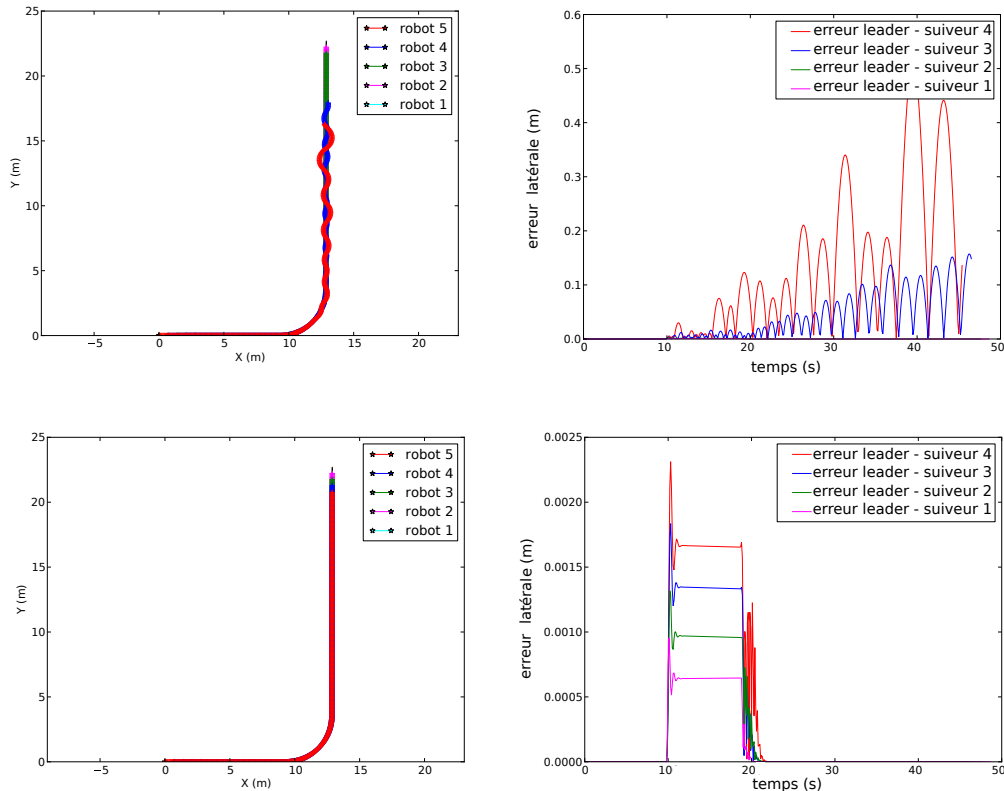 25
20
15
10
5
0
−5
0
5
10
15
20
X (m)
Y (m)
robot 5
robot 4
robot 3
robot 2
robot 1
0.6
0.5
0.4
0.3
0.2
0.1
0.0
0
10
20
30
40
50
temps (s)
erreur latérale (m)
erreur leader - suiveur 4
erreur leader - suiveur 3
erreur leader - suiveur 2
erreur leader - suiveur 1
25
20
15
10
5
0
−5
0
5
10
15
20
X (m)
Y (m)
robot 5
robot 4
robot 3
robot 2
robot 1
0.0025
0.0020
0.0015
0.0010
0.0005
0.0000
0
10
20
30
40
50
temps (s)
erreur latérale (m)
erreur leader - suiveur 4
erreur leader - suiveur 3
erreur leader - suiveur 2
erreur leader - suiveur 1